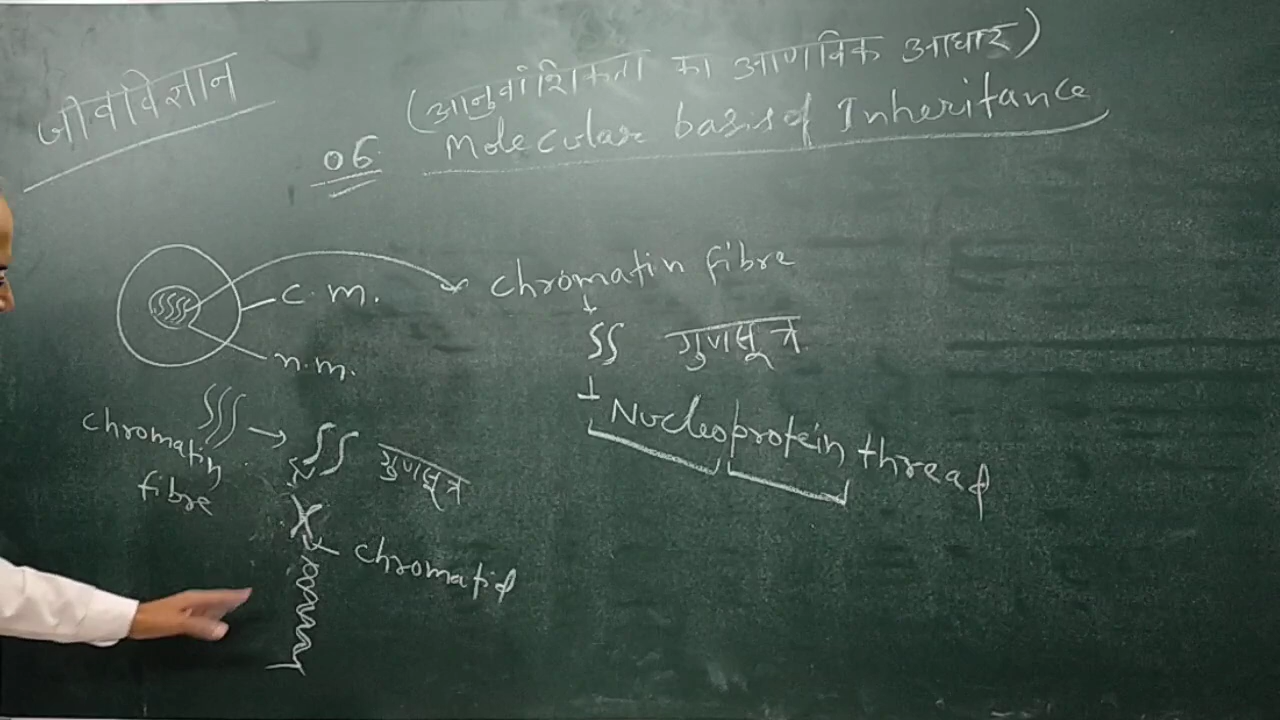 जीवविज्ञान
(आनुवांशिकता का आणविक आधार)
06. Molecular basis of Inheritance
c.m.
n.m.
chromatin fibre
गुणसूत्र
Nucleoprotein thread
chromatin
fibre
गुणसूत्र
chromatid